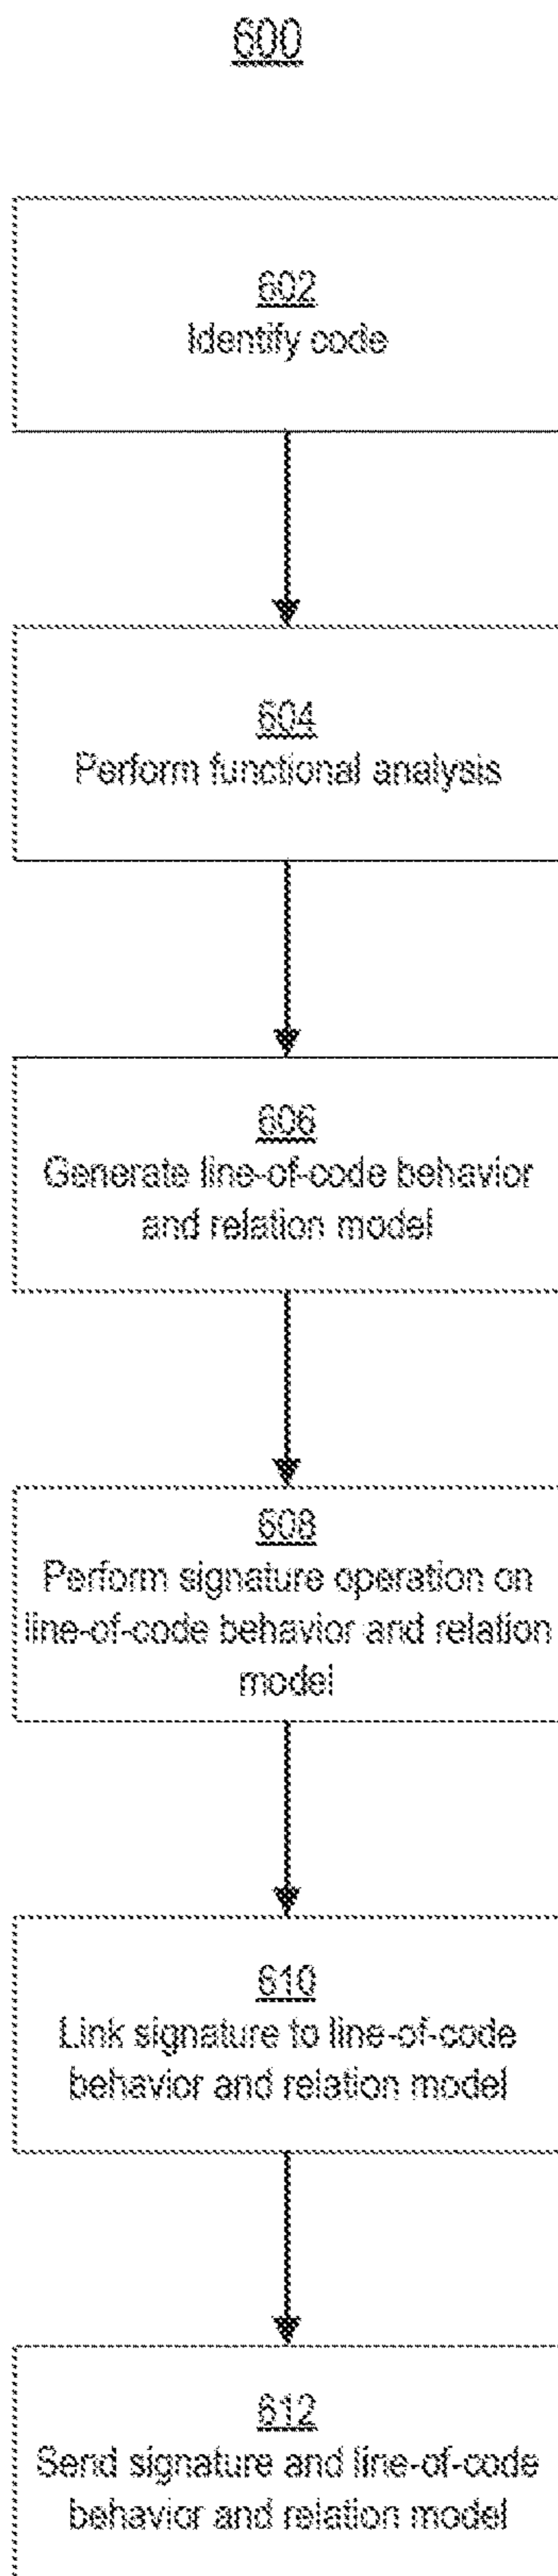 600
602
Identify code
604
Perform functional analysis
606
Generate line-of-code behavior
and relation model
608
Perform signature operation on
line-of-code behavior and relation
model
610
Link signature to line-of-code
behavior and relation model
612
Send signature and line-of-code
behavior and relation model